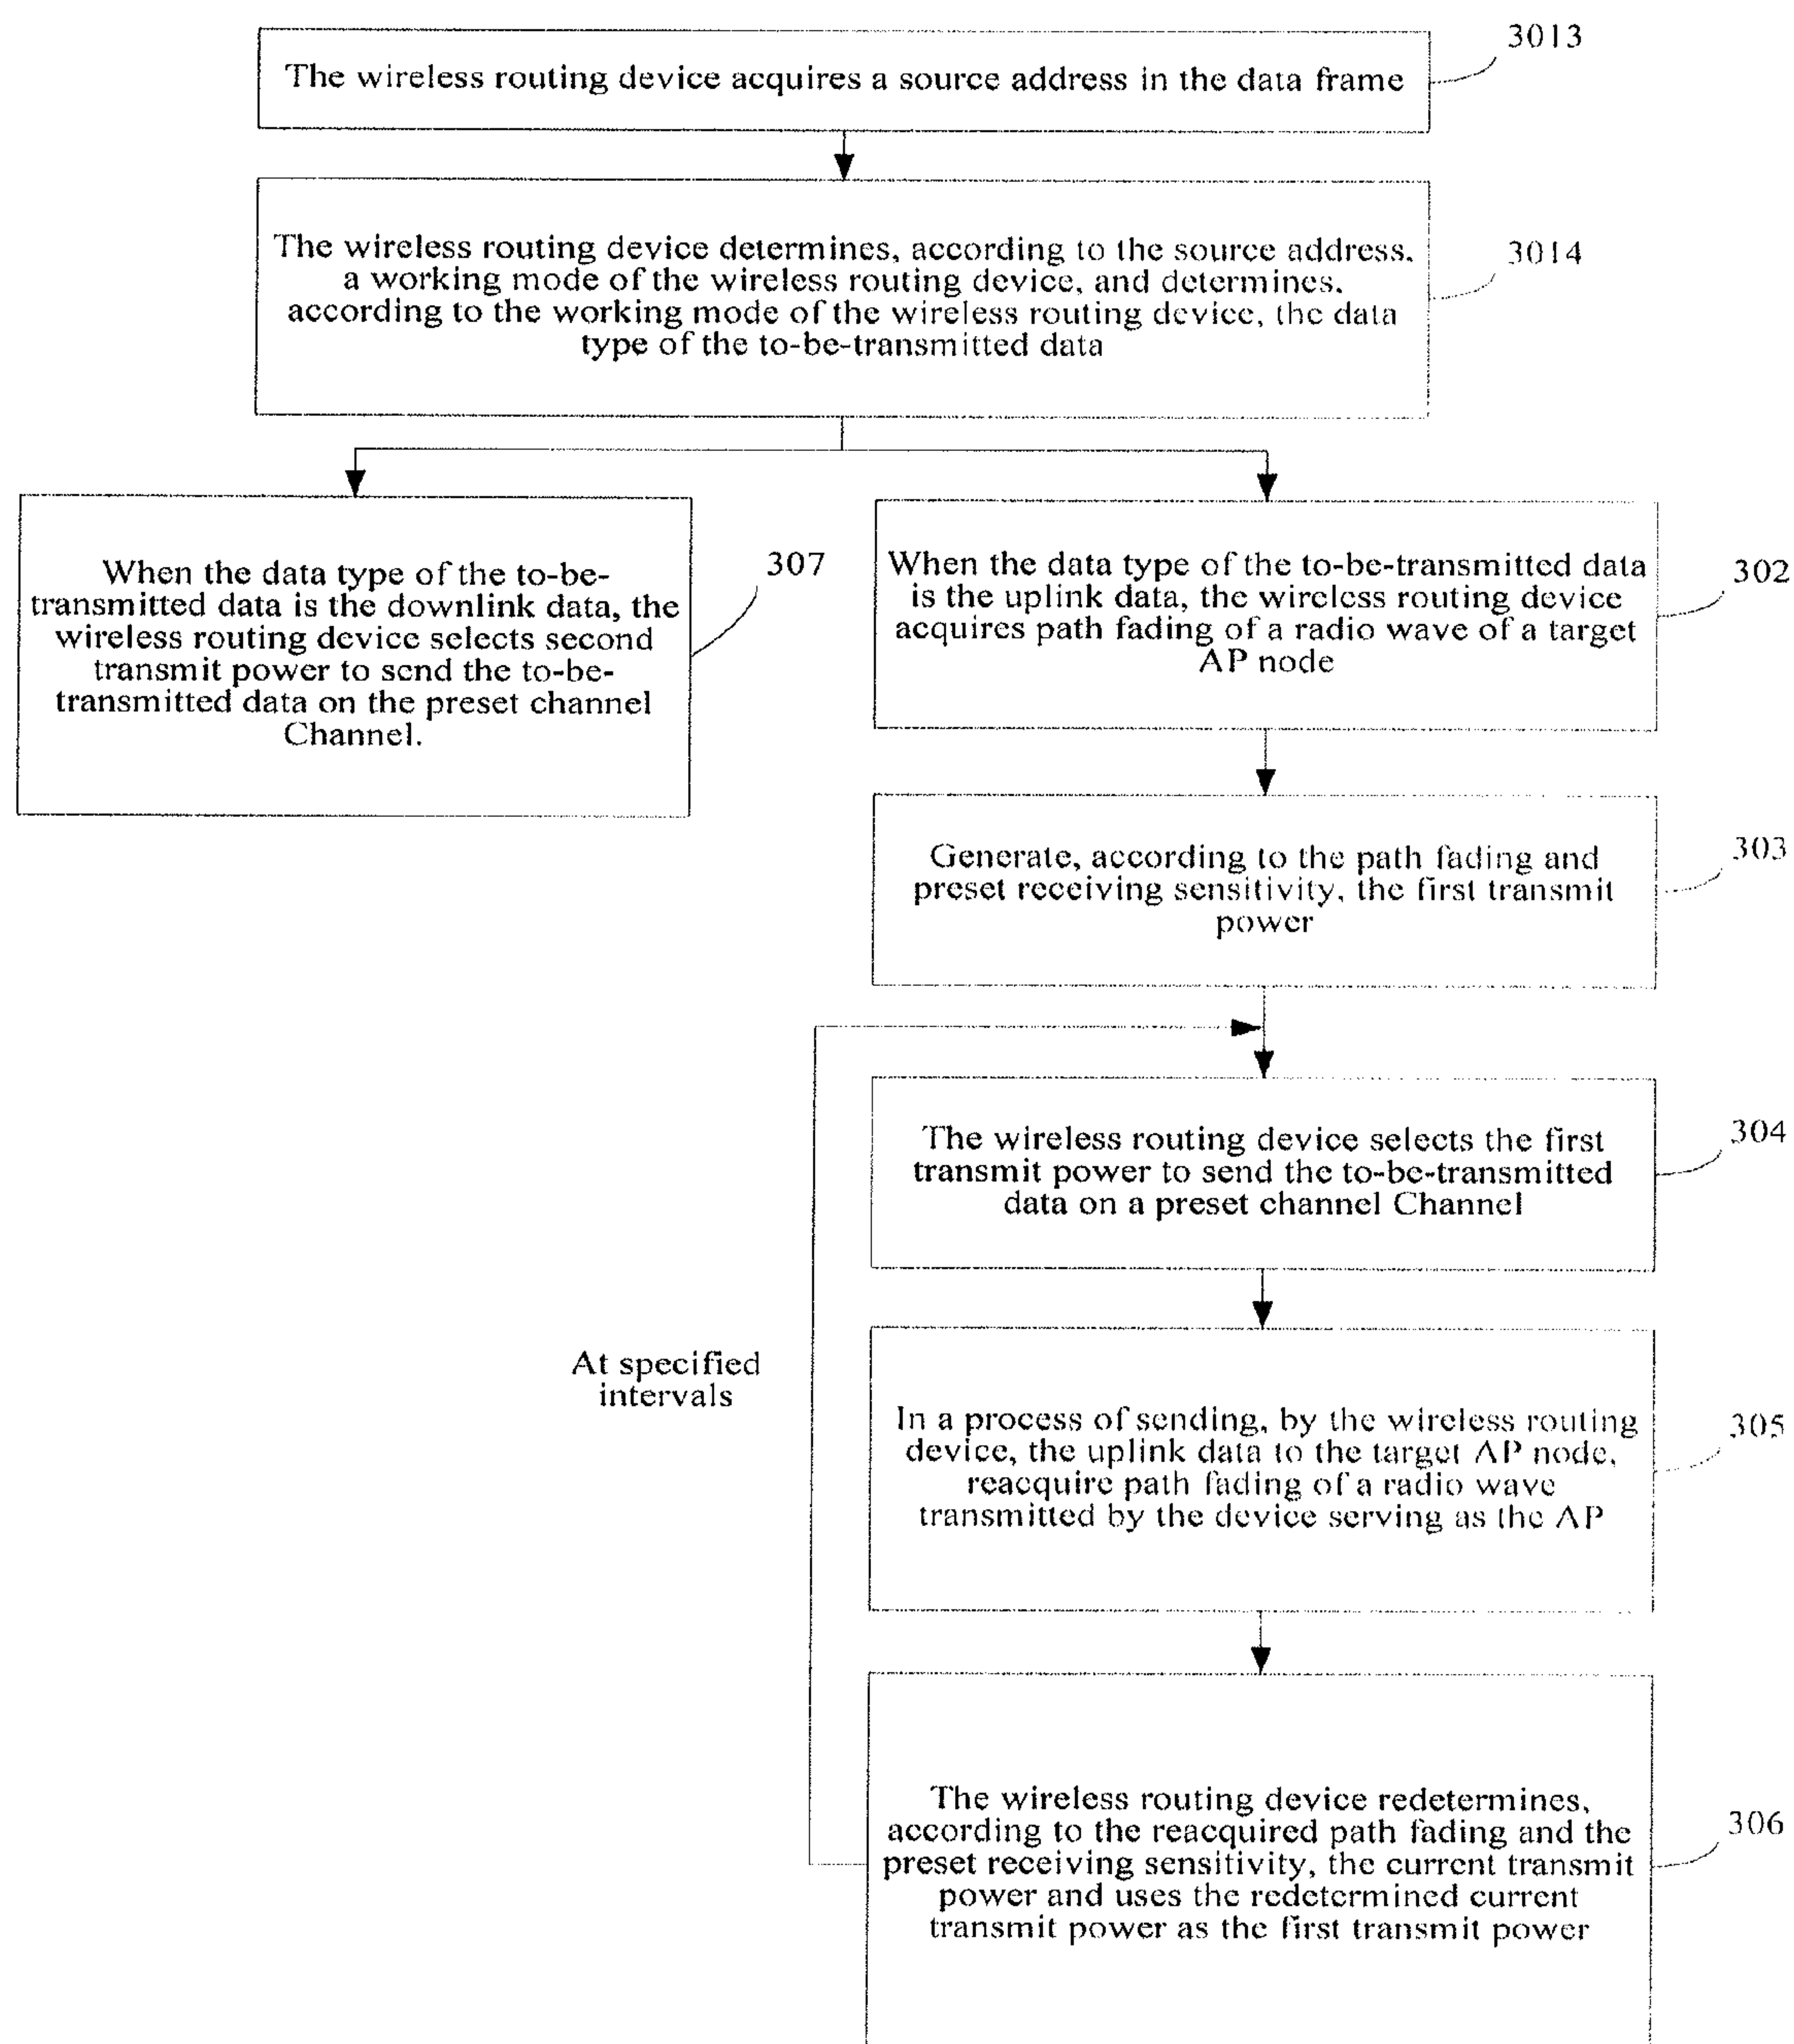 3013
The wireless routing device acquires a source address in the data frame
The wireless routing device determines, according to the source address,
a working mode of the wireless routing device, and determines,
according to the working mode of the wireless routing device, the data
type of the to-be-transmitted data
3014
When the data type of the to-be-
transmitted data is the downlink data, the
wireless routing device selects second
transmit power to send the to-be-
transmitted data on the preset channel
Channel.
307
When the data type of the to-be-transmitted data
is the uplink data, the wireless routing device
acquires path fading of a radio wave of a target
AP node
302
Generate, according to the path fading and
preset receiving sensitivity, the first transmit
power
303
The wireless routing device selects the first
transmit power to send the to-be-transmitted
data on a preset channel Channel
304
At specified
intervals
In a process of sending, by the wireless routing
device, the uplink data to the target AP node,
reacquire path fading of a radio wave
transmitted by the device serving as the AP
305
The wireless routing device redetermines,
according to the reacquired path fading and the
preset receiving sensitivity, the current transmit
power and uses the redetermined current
transmit power as the first transmit power
306